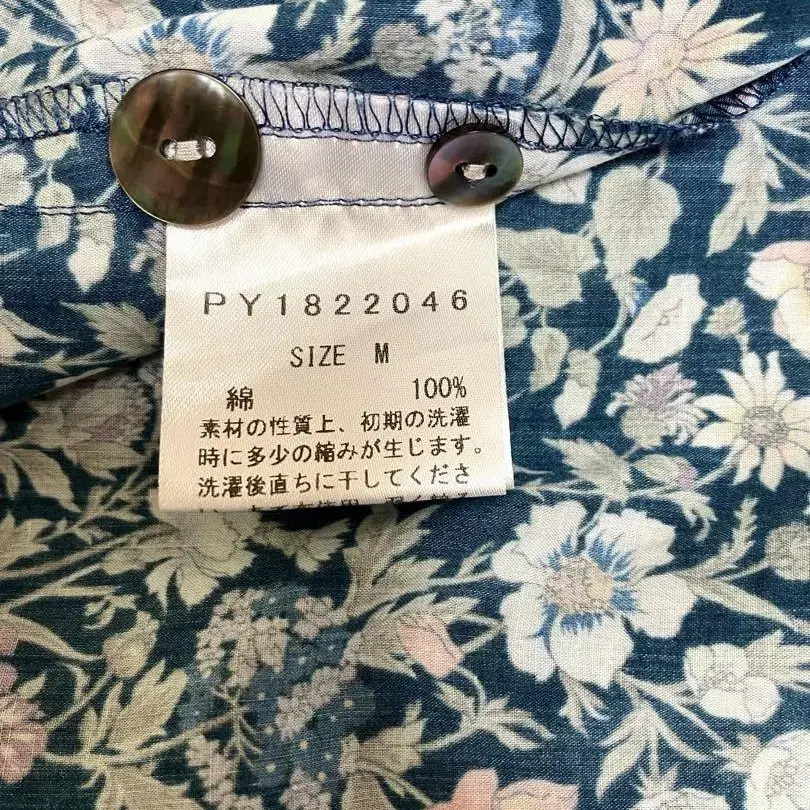 PY1822046
SIZE M
綿 100%
素材の性質上、初期の洗濯
時に多少の縮みが生じます。
洗濯後直ちに干してくださ